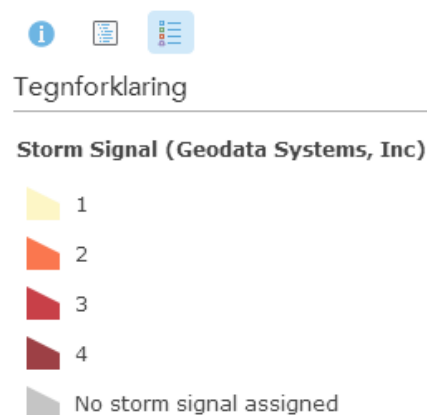 Tegnforklaring
Storm Signal (Geodata Systems, Inc)
1
2
3
4
No storm signal assigned